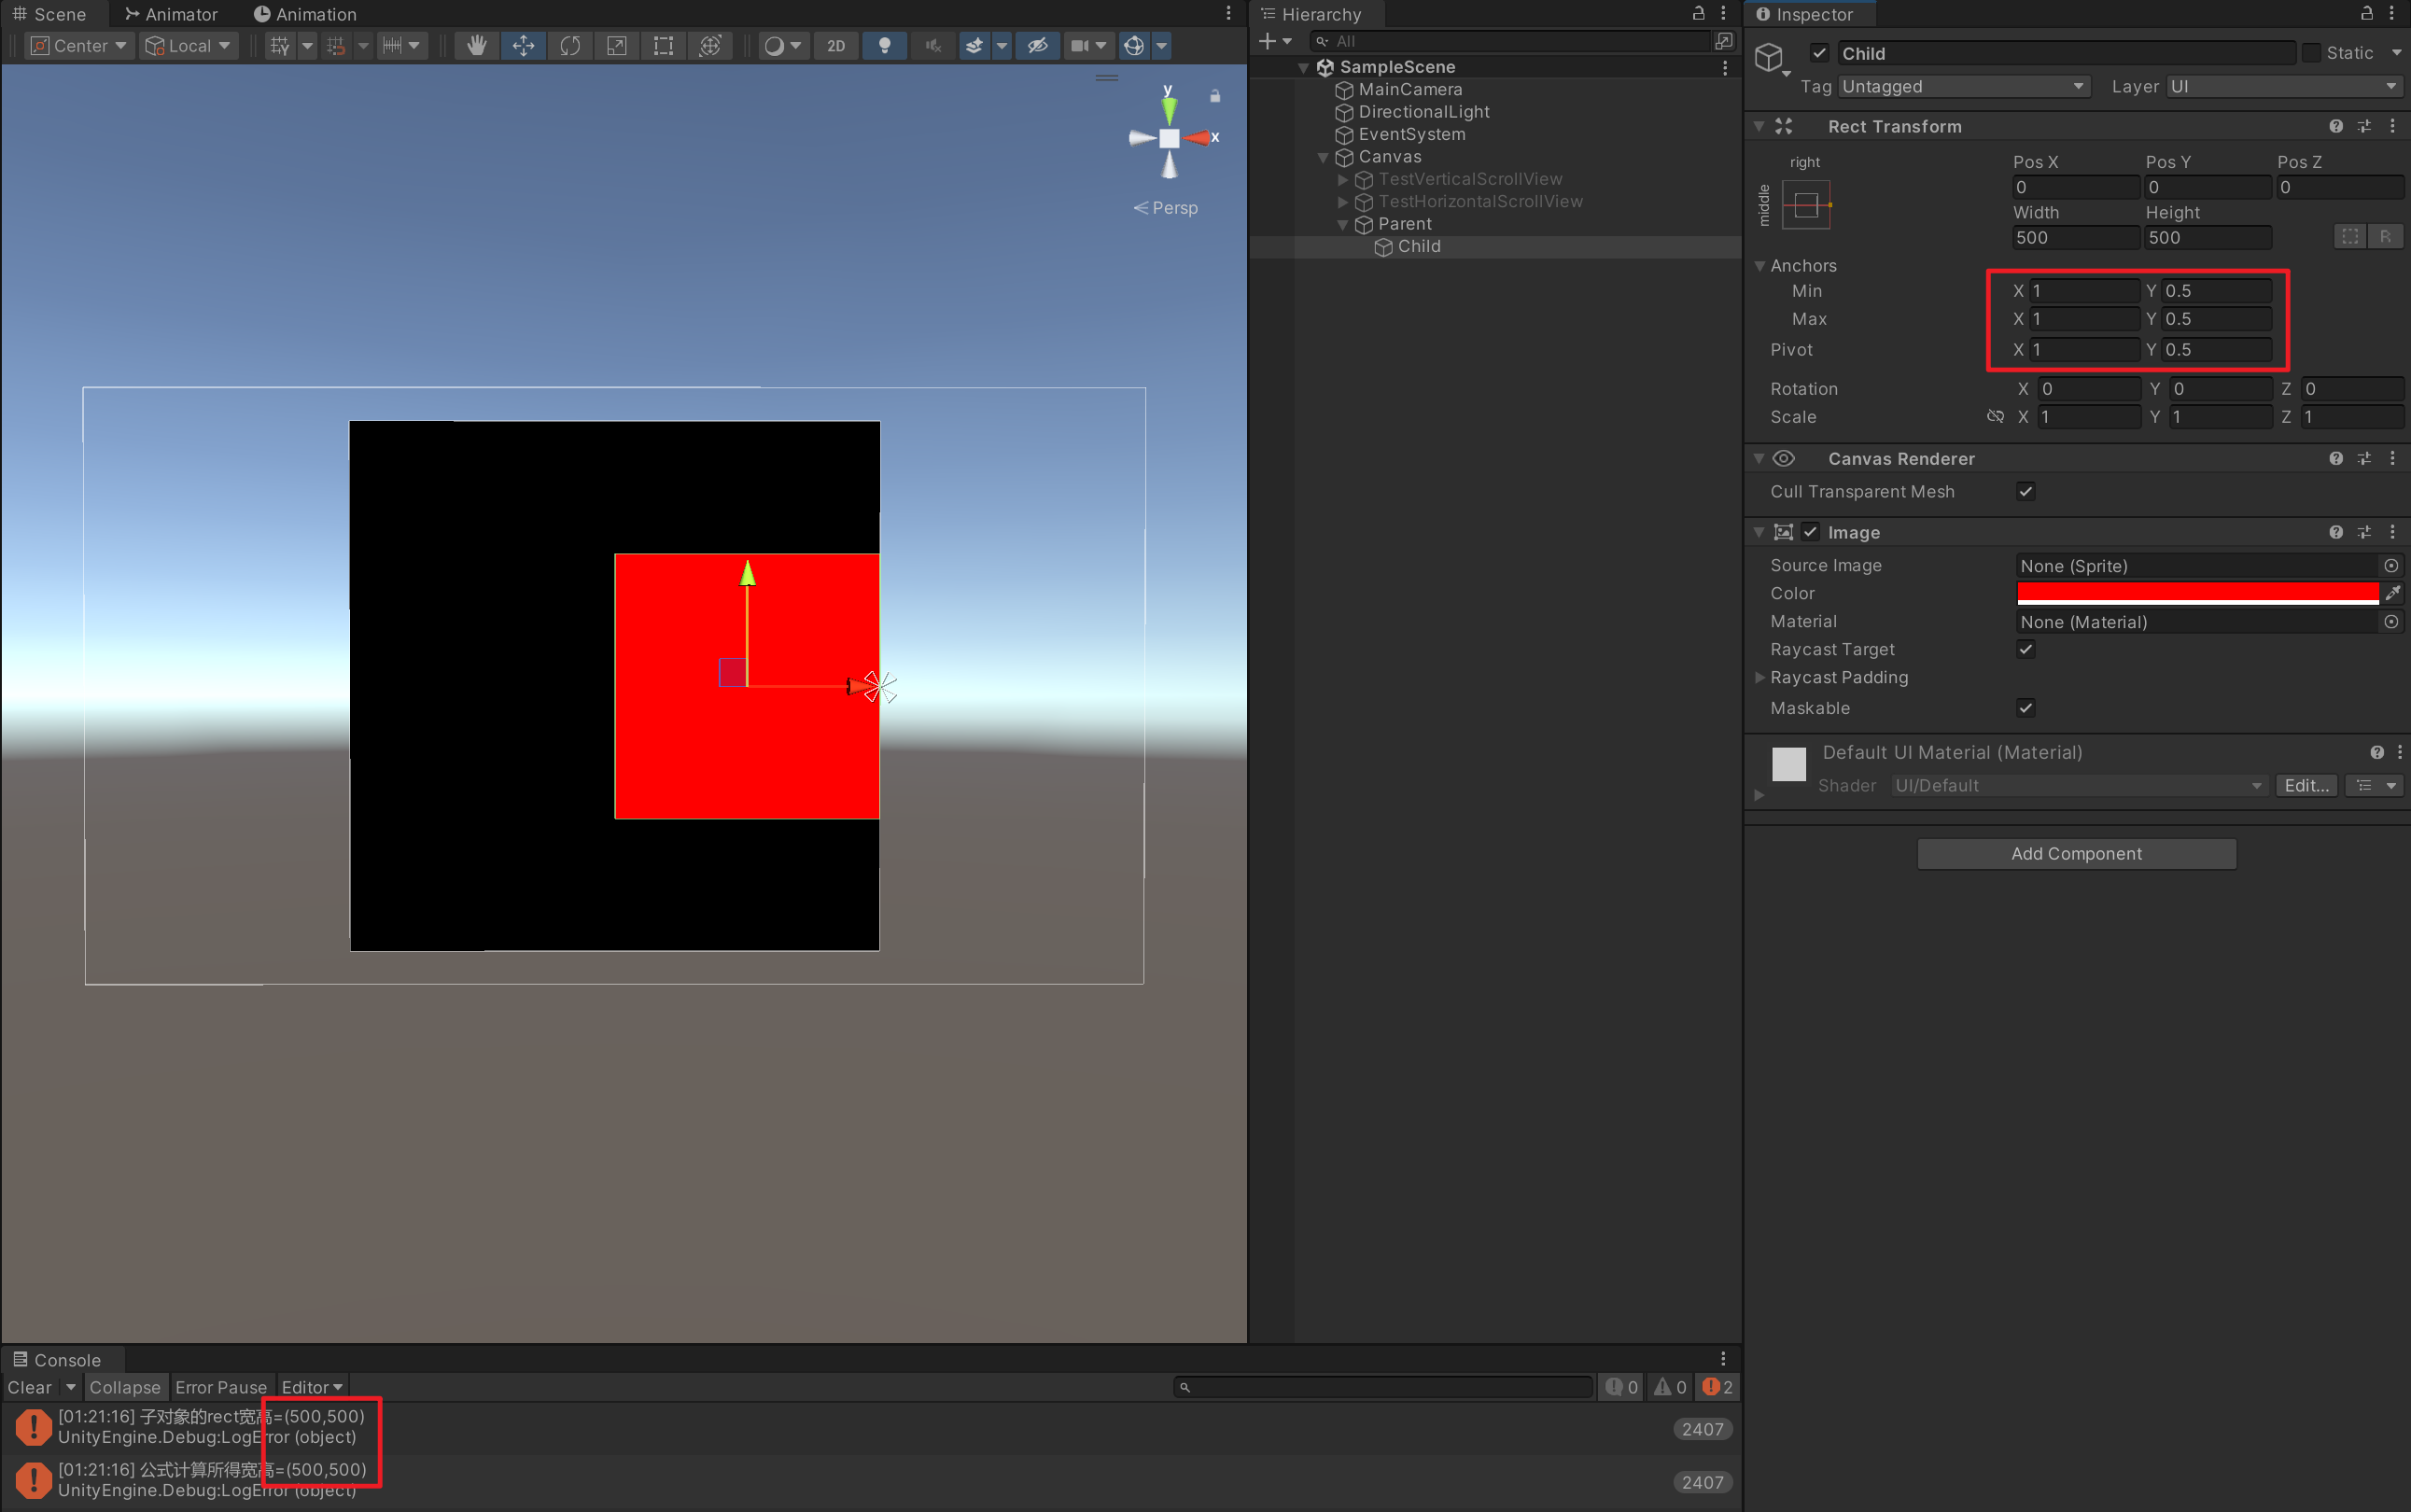 Scene Animator Animation
Center Local 2D
y
x
Persp
Hierarchy
All
SampleScene
MainCamera
DirectionalLight
EventSystem
Canvas
TestVerticalScrollView
TestHorizontalScrollView
Parent
Child
Inspector
Child Static
Tag Untagged Layer UI
Rect Transform
right
middle
Pos X Pos Y Pos Z
0 0 0
Width Height
500 500 R
Anchors
Min X 1 Y 0.5
Max X 1 Y 0.5
Pivot X 1 Y 0.5
Rotation X 0 Y 0 Z 0
Scale X 1 Y 1 Z 1
Canvas Renderer
Cull Transparent Mesh
Image
Source Image None (Sprite)
Color
Material None (Material)
Raycast Target
Raycast Padding
Maskable
Default UI Material (Material)
Shader UI/Default Edit...
Add Component
Console
Clear Collapse Error Pause Editor 0 0 2
[01:21:16] 子对象的rect宽高=(500,500)
UnityEngine.Debug:LogError (object) 2407
[01:21:16] 公式计算所得宽高=(500,500)
UnityEngine.Debug:LogError (object) 2407